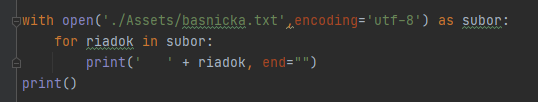 with open('./Assets/basnicka.txt',encoding='utf-8') as subor:
    for riadok in subor:
        print('   ' + riadok, end="")
print()